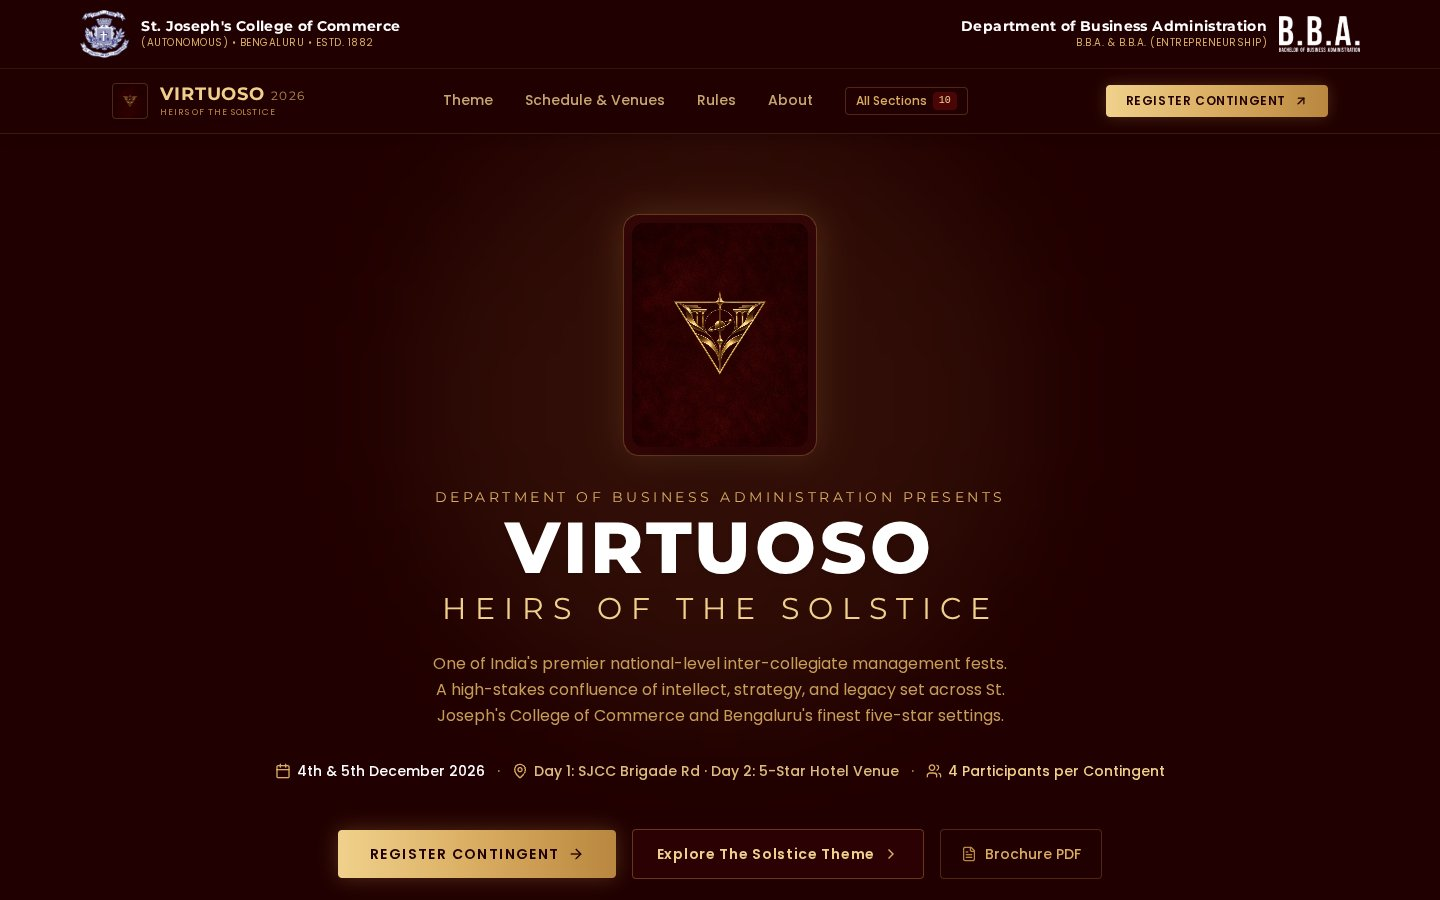 St. Joseph's College of Commerce
(AUTONOMOUS) • BENGALURU • ESTD. 1882
Department of Business Administration
B.B.A. & B.B.A. (ENTREPRENEURSHIP)
B.B.A.
BACHELOR OF BUSINESS ADMINISTRATION
VIRTUOSO 2026
HEIRS OF THE SOLSTICE
Theme
Schedule & Venues
Rules
About
All Sections 10
REGISTER CONTINGENT
DEPARTMENT OF BUSINESS ADMINISTRATION PRESENTS
VIRTUOSO
HEIRS OF THE SOLSTICE
One of India's premier national-level inter-collegiate management fests.
A high-stakes confluence of intellect, strategy, and legacy set across St.
Joseph's College of Commerce and Bengaluru's finest five-star settings.
4th & 5th December 2026 · Day 1: SJCC Brigade Rd · Day 2: 5-Star Hotel Venue · 4 Participants per Contingent
REGISTER CONTINGENT
Explore The Solstice Theme
Brochure PDF